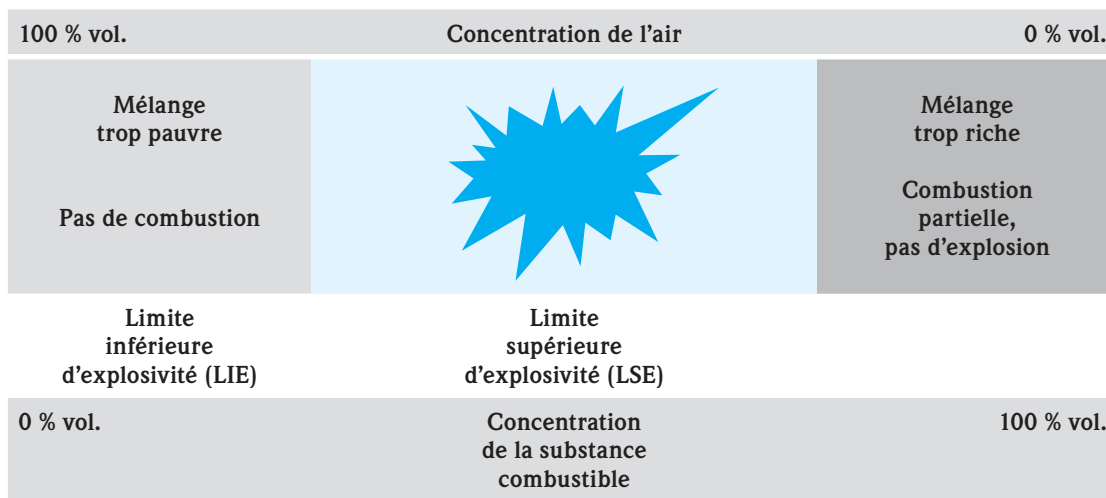 100 % vol. Concentration de l’air 0 % vol.
Mélange
trop pauvre
Pas de combustion
Mélange
trop riche
Combustion
partielle,
pas d’explosion
Limite
inférieure
d’explosivité (LIE)
Limite
supérieure
d’explosivité (LSE)
0 % vol. Concentration 100 % vol.
de la substance
combustible